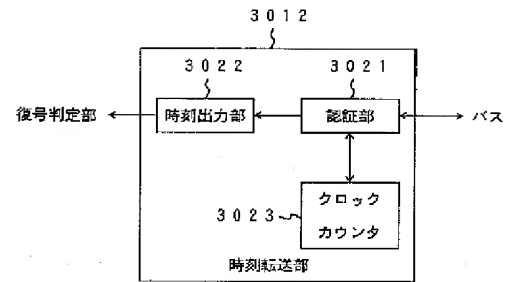 3012
3022
3021
復号判定部
時刻出力部
認証部
バス
クロック
カウンタ
3023
時刻転送部